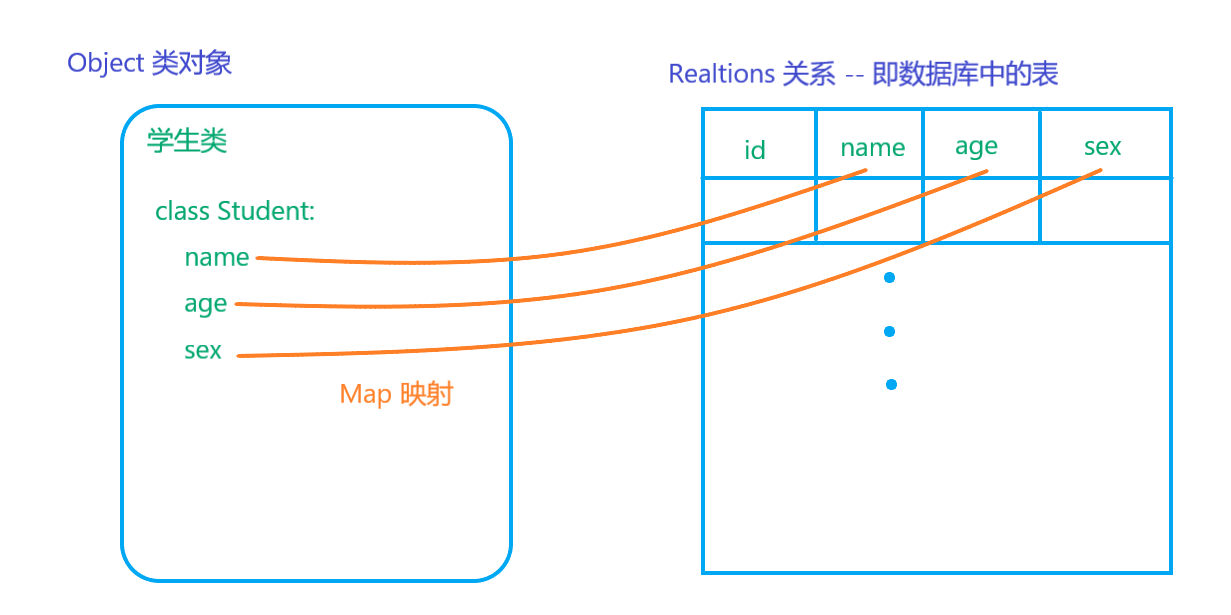 Object 类对象
学生类
class Student:
name
age
sex
Map 映射
Realtions 关系 -- 即数据库中的表
id name age sex